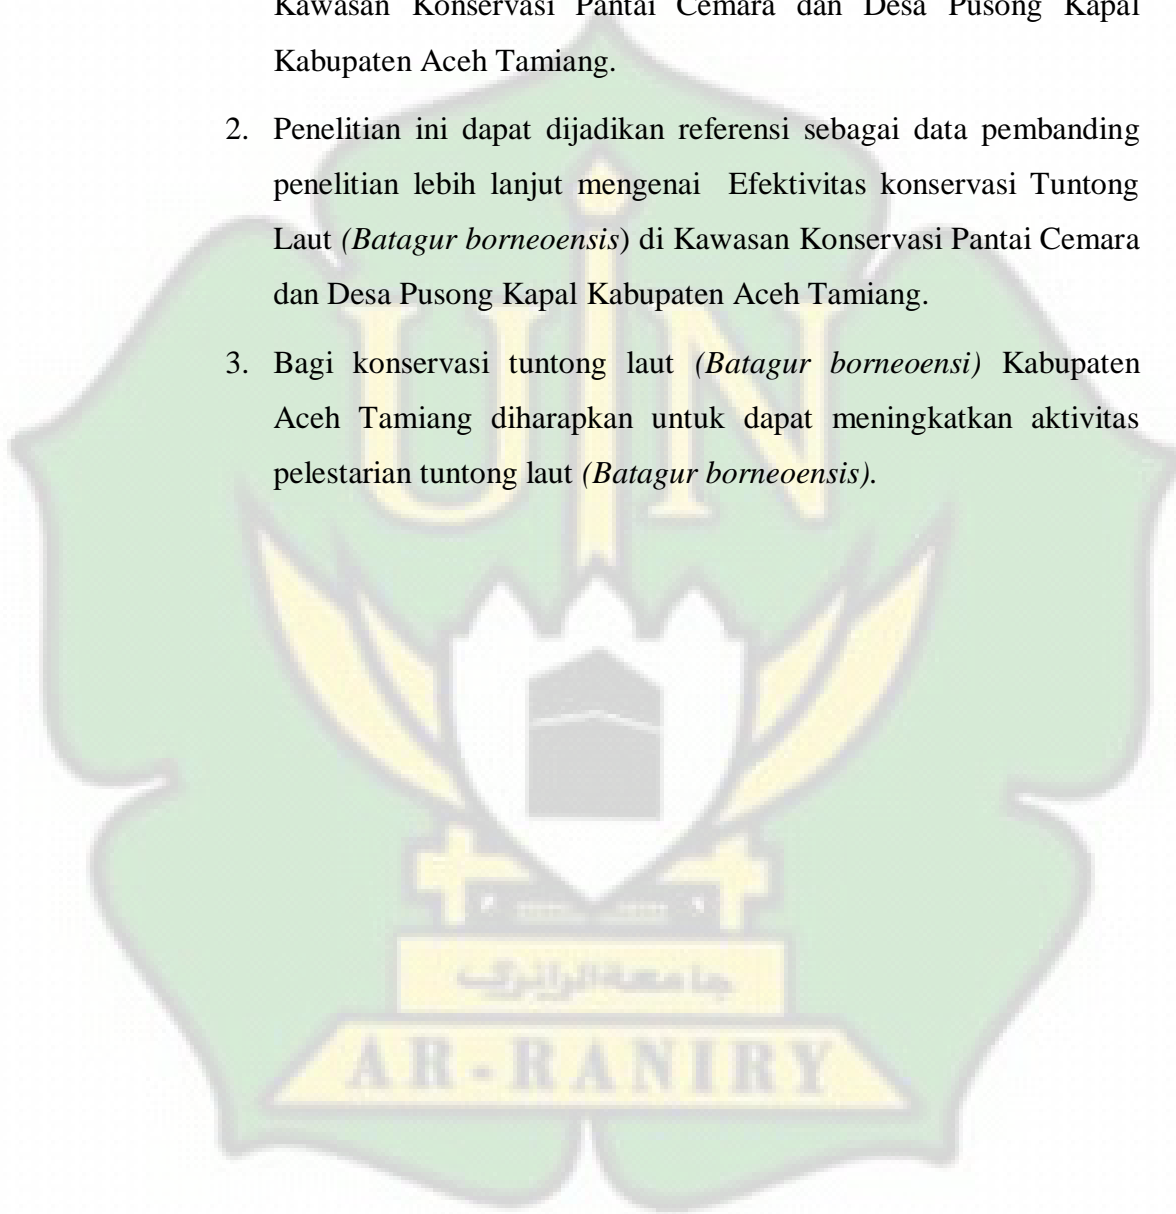 Kawasan Konservasi Pantai Cemara dan Desa Pusong Kapal
Kabupaten Aceh Tamiang.
2. Penelitian ini dapat dijadikan referensi sebagai data pembanding
penelitian lebih lanjut mengenai Efektivitas konservasi Tuntong
Laut (Batagur borneoensis) di Kawasan Konservasi Pantai Cemara
dan Desa Pusong Kapal Kabupaten Aceh Tamiang.
3. Bagi konservasi tuntong laut (Batagur borneoensi) Kabupaten
Aceh Tamiang diharapkan untuk dapat meningkatkan aktivitas
pelestarian tuntong laut (Batagur borneoensis).
UIN
جامعة الرانري
AR-RANIRY